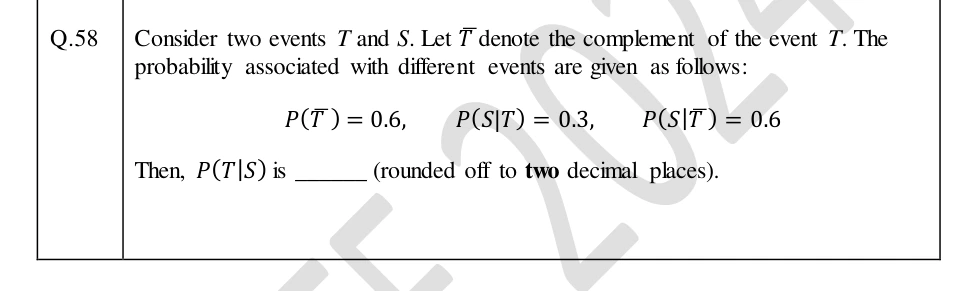 Q.58 Consider two events T and S. Let T̅ denote the complement of the event T. The
probability associated with different events are given as follows:
P(T̅) = 0.6, P(S|T) = 0.3, P(S|T̅) = 0.6
Then, P(T|S) is ______ (rounded off to two decimal places).